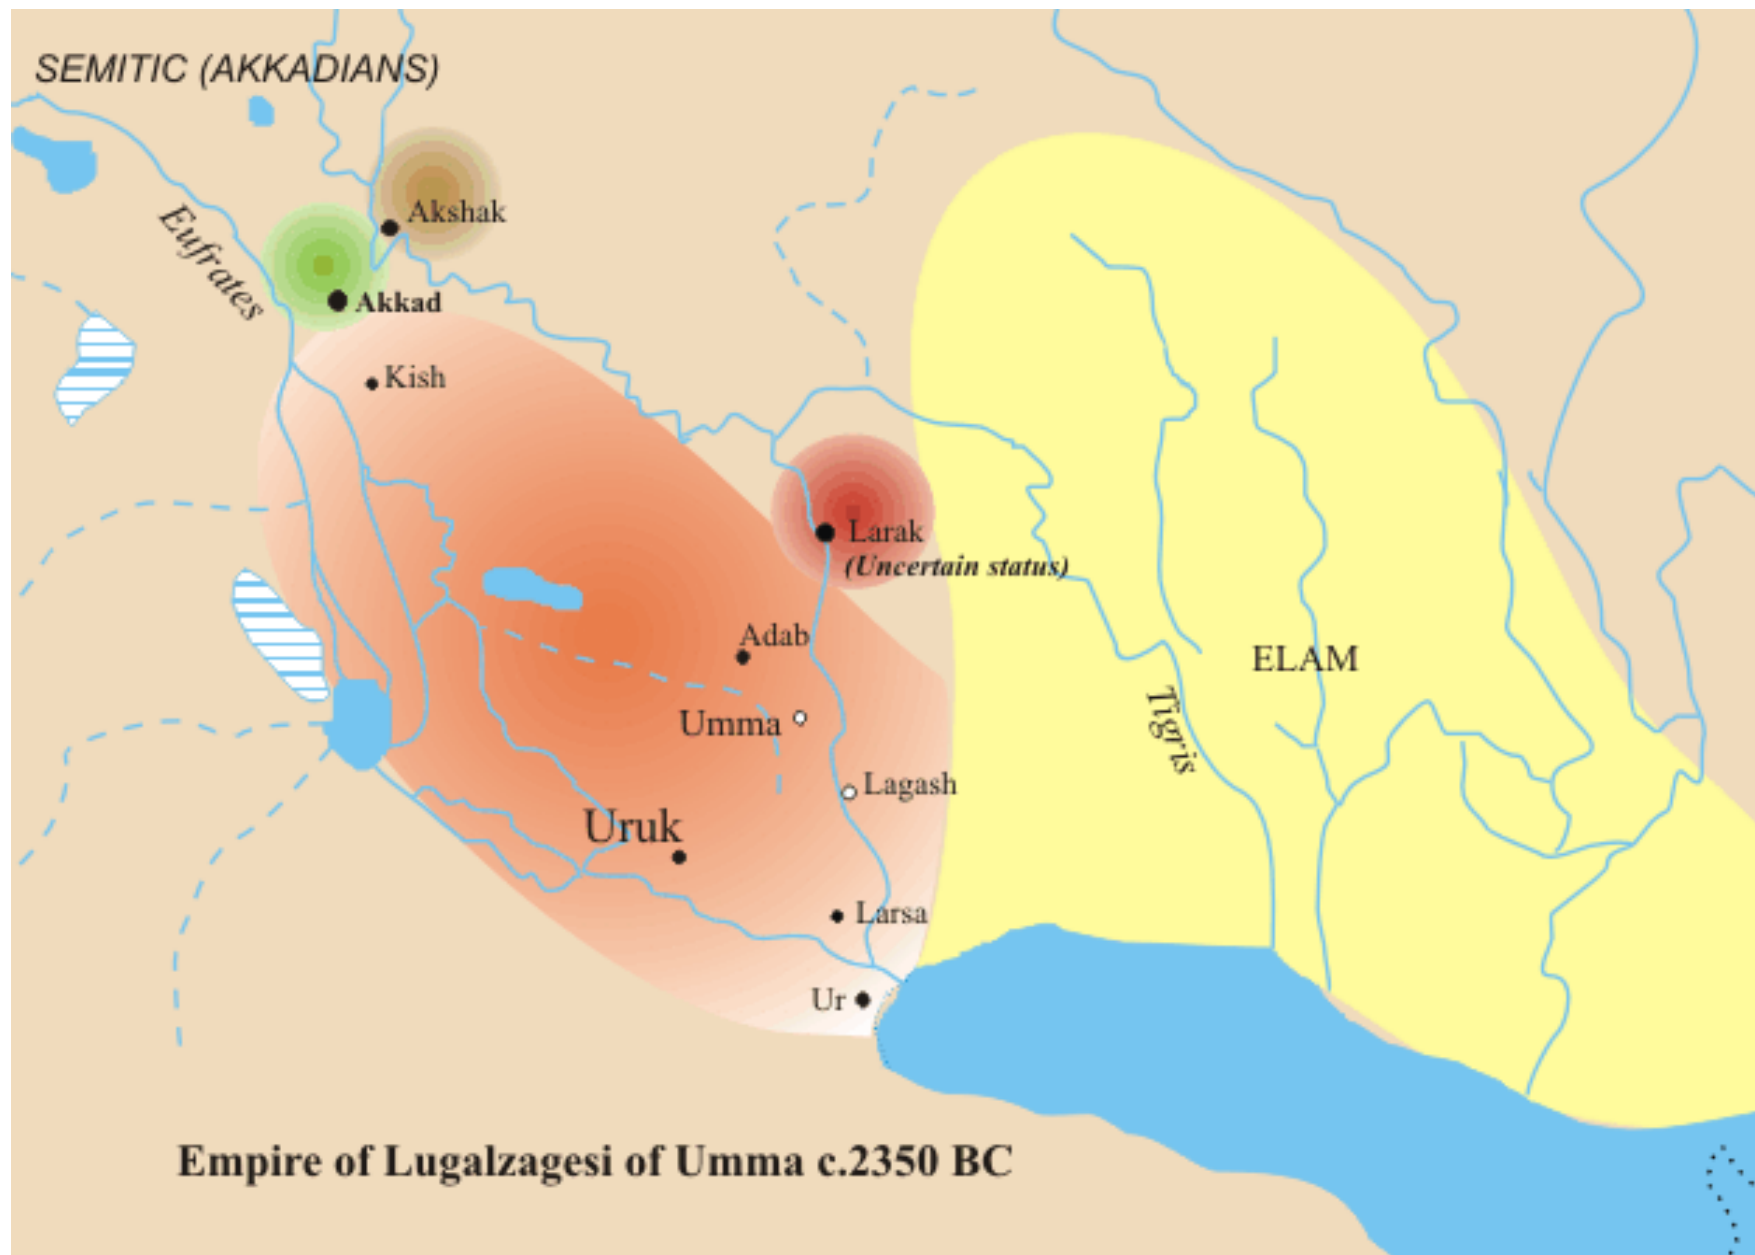 SEMITIC (AKKADIANS)
Eufrates
Akshak
Akkad
Kish
Larak
(Uncertain status)
Adab
ELAM
Umma
Tigris
Lagash
Uruk
Larsa
Ur
Empire of Lugalzagesi of Umma c.2350 BC